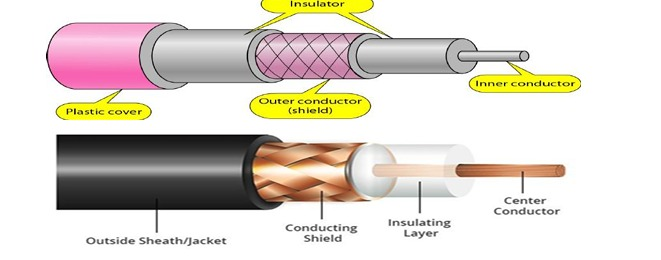 Insulator
Inner conductor
Plastic cover
Outer conductor
(shield)
Outside Sheath/Jacket
Conducting
Shield
Insulating
Layer
Center
Conductor